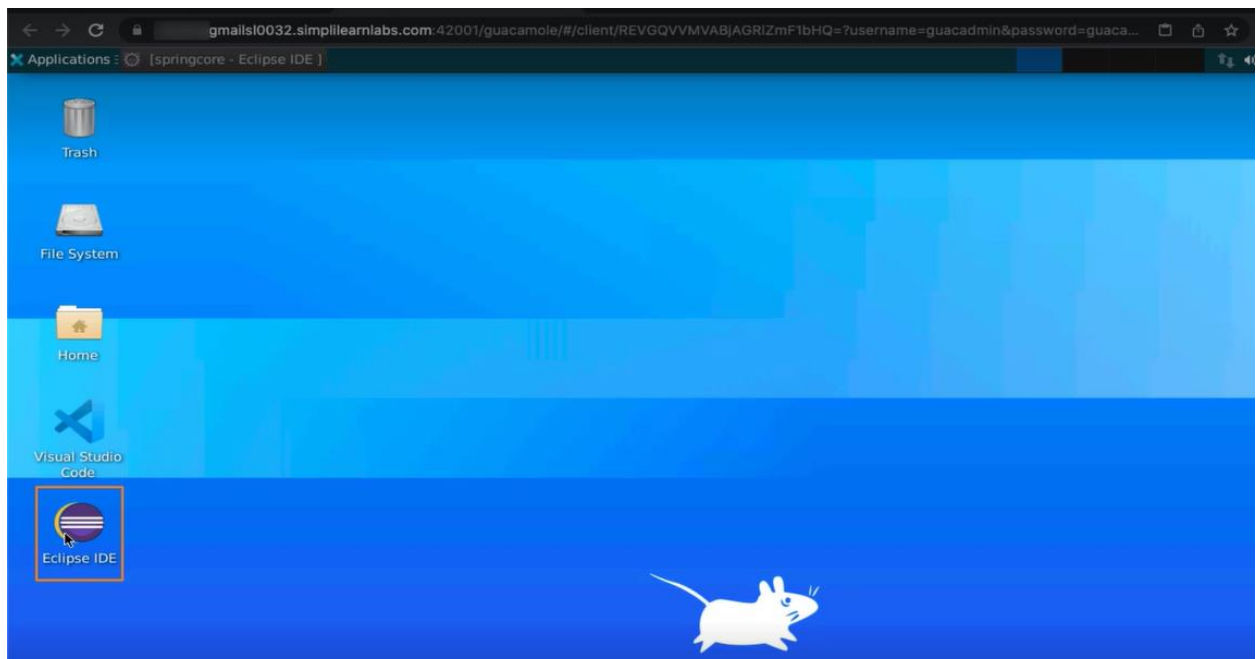 gmailsl0032.simplilearnlabs.com:42001/guacamole/#/client/REVGQVVMVABjAGRlZmF1bHQ=?username=guacadmin&password=guaca...
Applications
[springcore - Eclipse IDE ]
Trash
File System
Home
Visual Studio
Code
Eclipse IDE